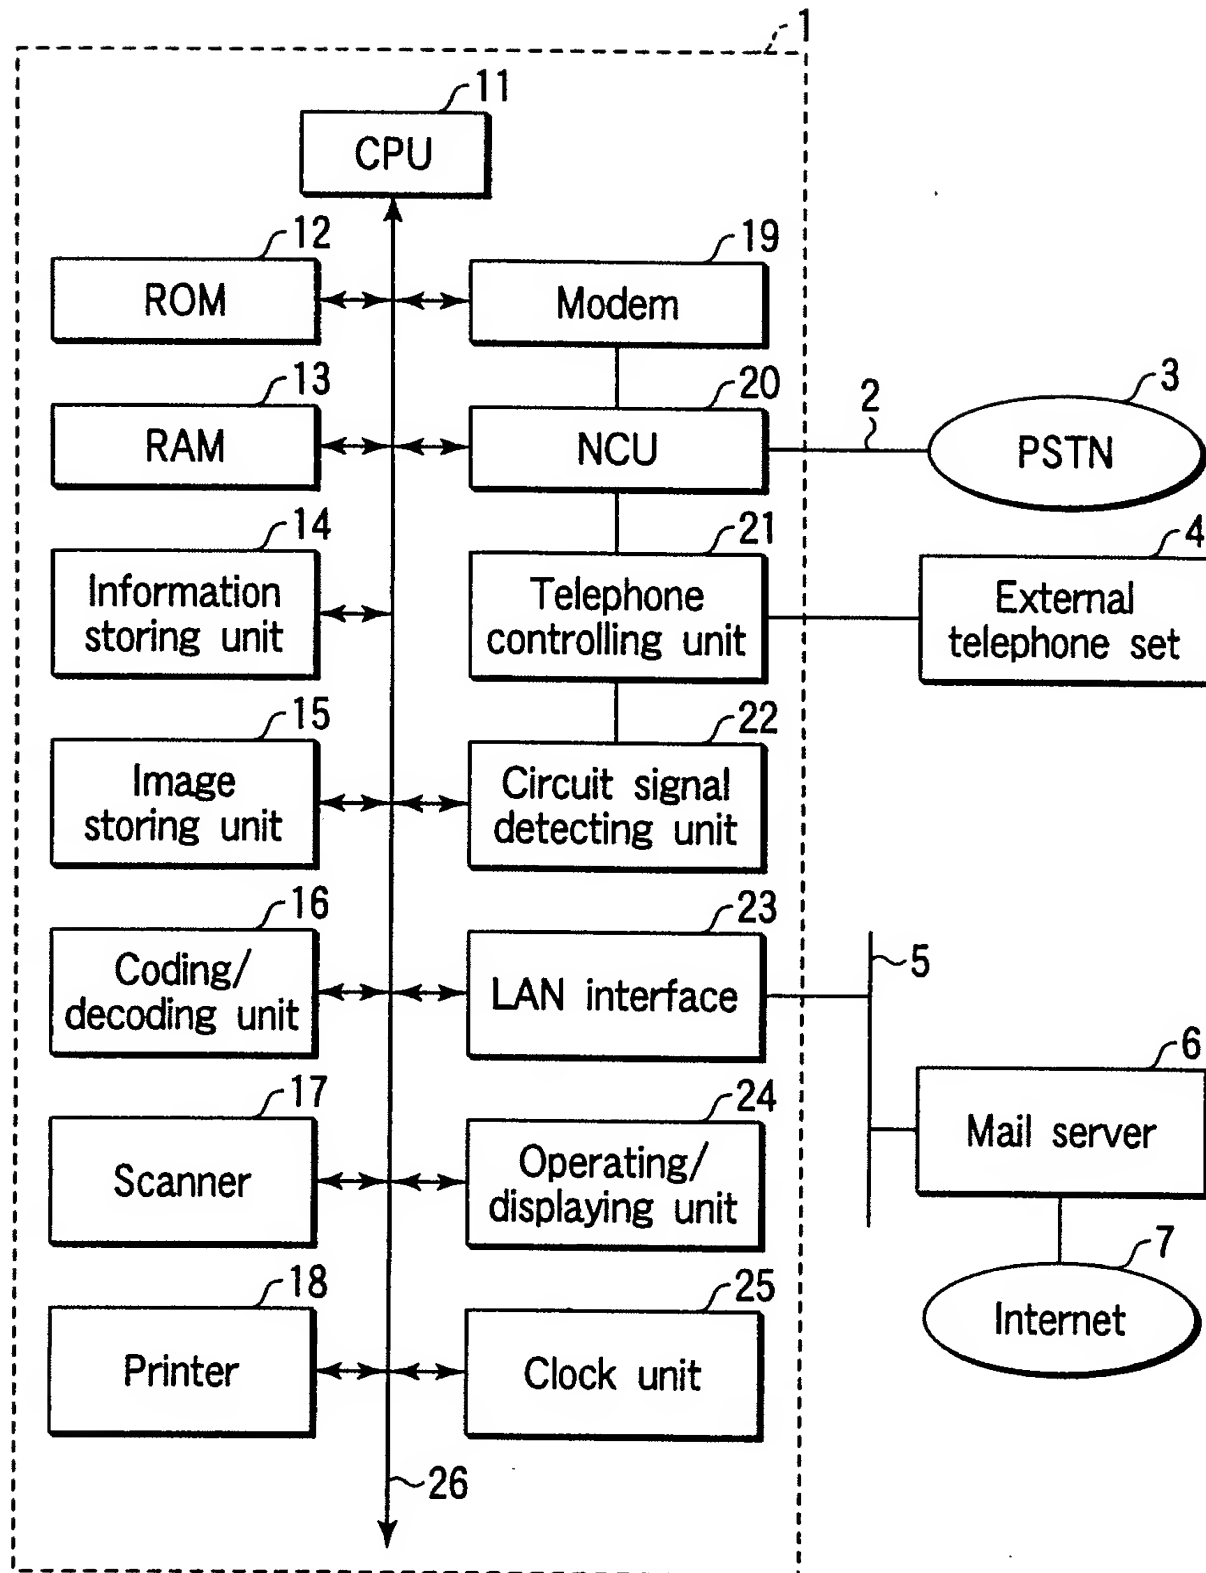 1
11
CPU
12
ROM
19
Modem
13
RAM
20
NCU
2
3
PSTN
14
Information
storing unit
21
Telephone
controlling unit
4
External
telephone set
15
Image
storing unit
22
Circuit signal
detecting unit
16
Coding/
decoding unit
23
LAN interface
5
6
Mail server
17
Scanner
24
Operating/
displaying unit
7
Internet
18
Printer
25
Clock unit
26